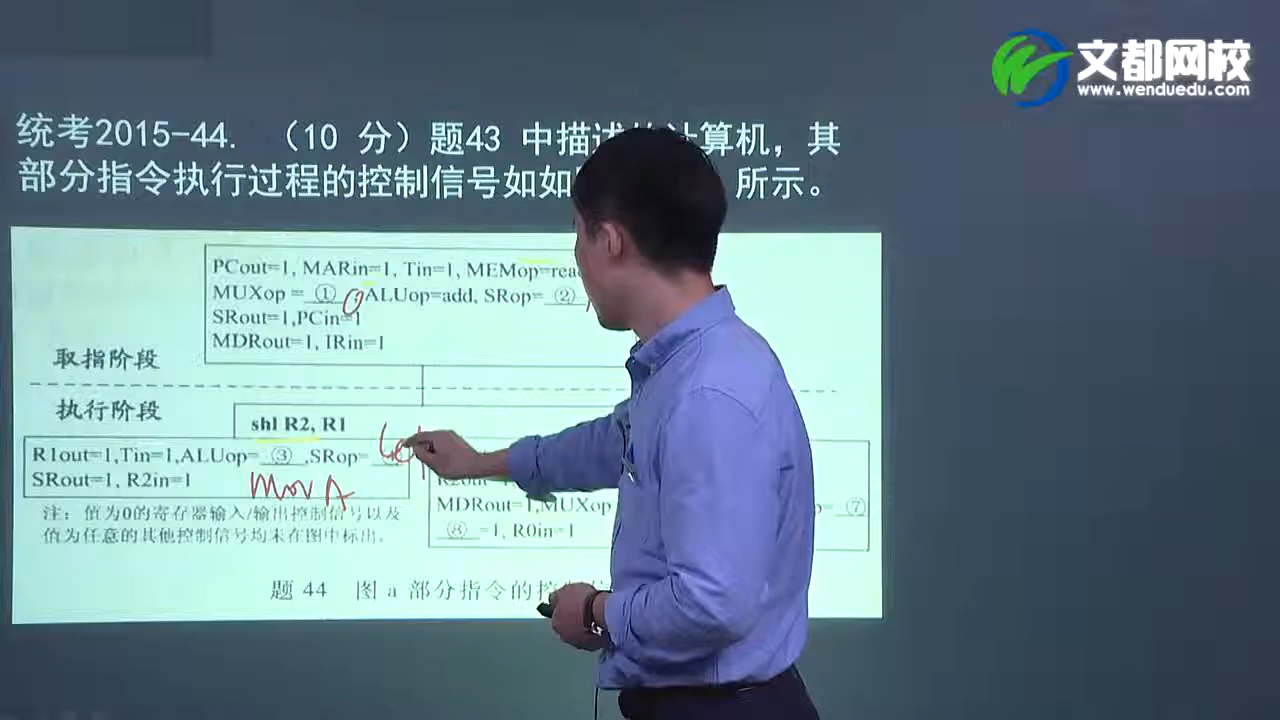 文都网校
www.wenduedu.com
统考2015-44. （10 分）题43 中描述的计算机，其
部分指令执行过程的控制信号如如 所示。
PCout=1, MARin=1, Tin=1, MEMop=read
MUXop = ① 0 ,ALUop=add, SRop= ②
SRout=1,PCin=1
MDRout=1, IRin=1
取指阶段
执行阶段
shl R2, R1
R1out=1,Tin=1,ALUop= ③ ,SRop=
SRout=1, R2in=1
mov A
注：值为0的寄存器输入/输出控制信号以及
值为任意的其他控制信号均未在图中标出。
MDRout=1,MUXop = ⑦
⑧ =1, R0in=1
题 44 图 a 部分指令的控